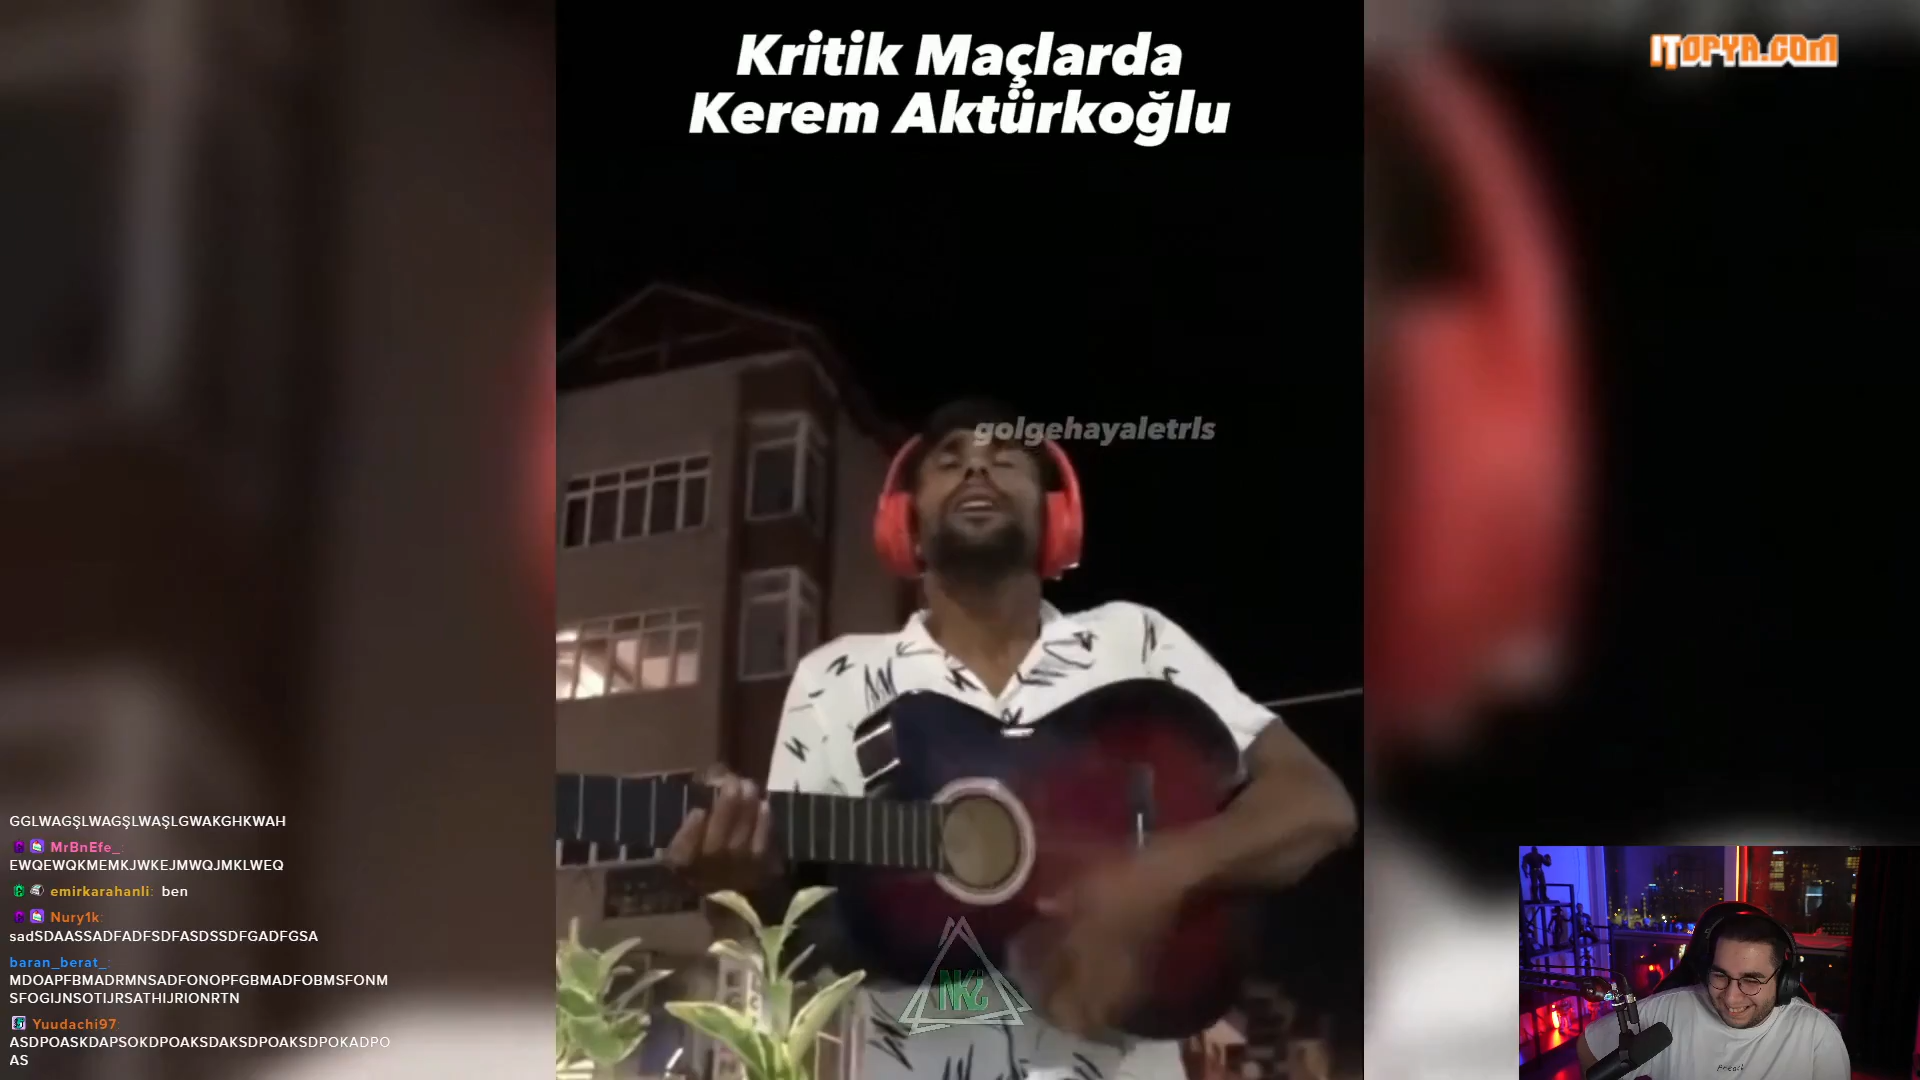 Kritik Maçlarda
Kerem Aktürkoğlu
ITOPYA.COM
golgehayaletrls
GGLWAGŞLWAGŞLWAŞLGWAKGHKWAH
MrBnEfe_:
EWQEWQKMEMKJWKEJMWQJMKLWEQ
emirkarahanli: ben
Nury1k:
sadSDAASSADFADFSDFASDSSDFGADFGSA
baran_berat_:
MDOAPFBMADRMNSADFONOPFGBMADFOBMSFONM
SFOGIJNSOTIJRSATHIJRIONRTN
Yuudachi97:
ASDPOASKDAPSOKDPOAKSDAKSDPOAKSDPOKADPO
AS